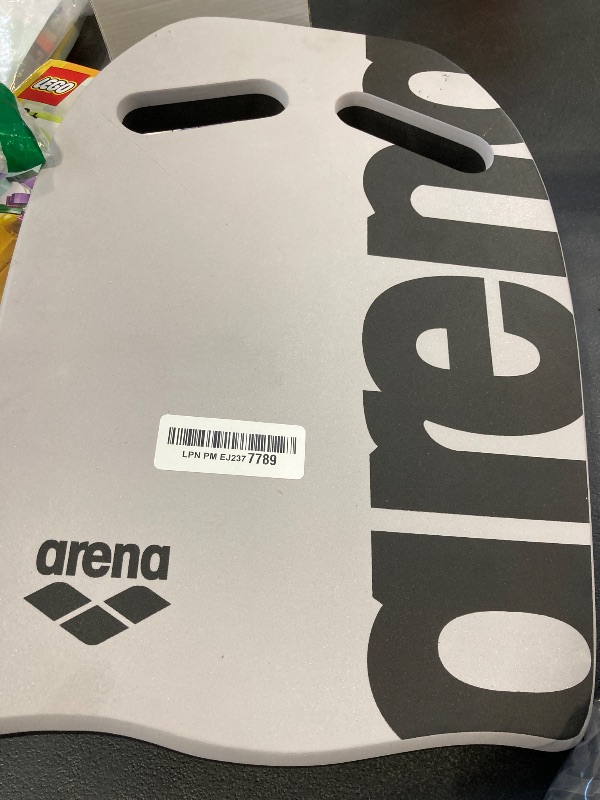 LEGO
arena
LPN PM EJ237 7789
arena